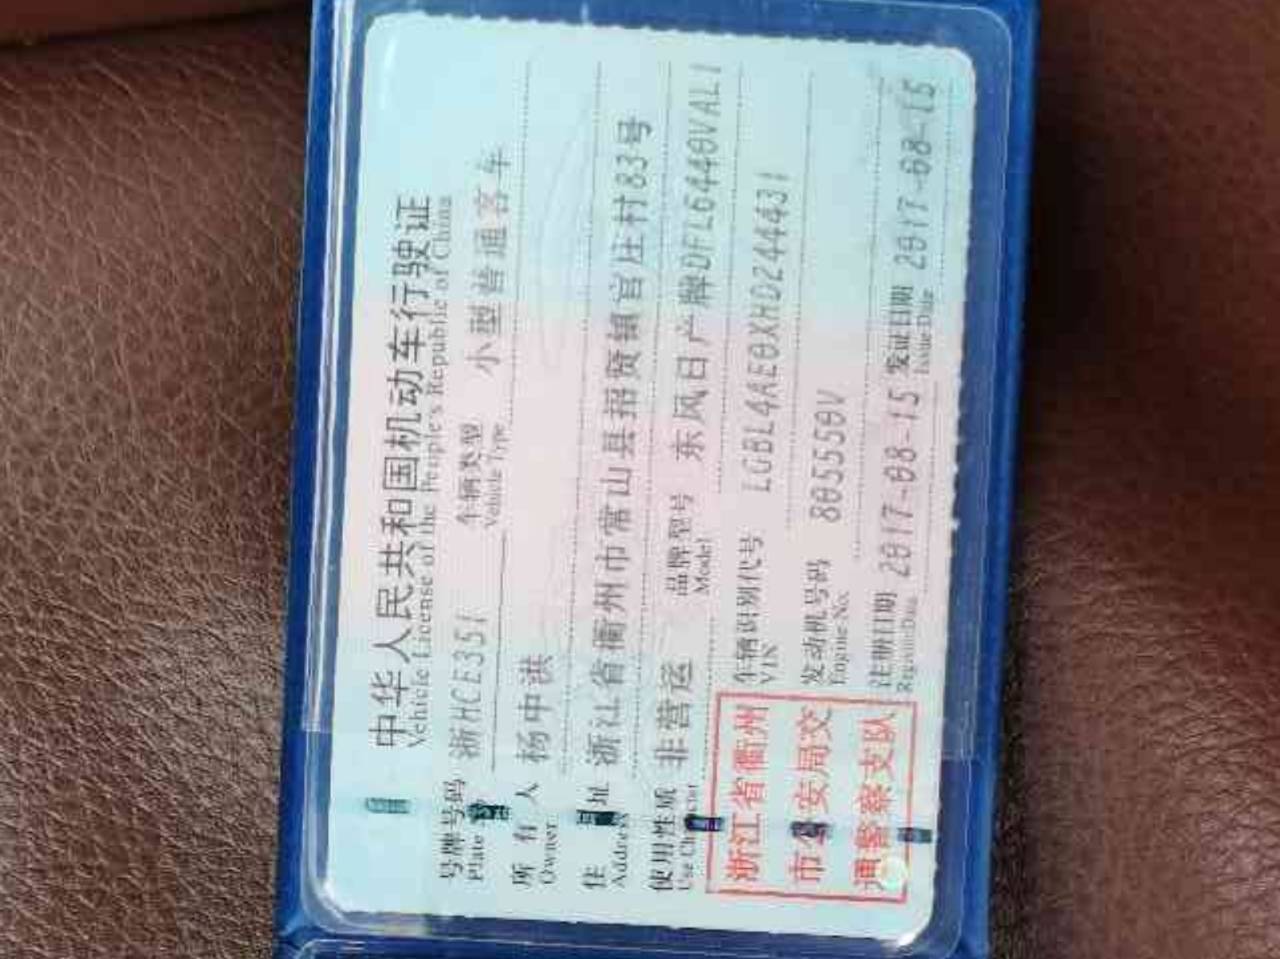 中华人民共和国机动车行驶证
Vehicle License of the People's Republic of China
号牌号码 浙HCE351 车辆类型 小型普通客车
Plate Vehicle Type
所有人 杨中洪
Owner
住址 浙江省衢州市常山县招贤镇官庄村83号
Address
使用性质 非营运 品牌型号 东风日产牌DFL6440VAL1
Use Character Model
浙江省衢州
市公安局交
通警察支队
车辆识别代号 LGBL4AE0XHD244431
VIN
发动机号码 805550V
Engine No.
注册日期 2017-08-15 发证日期 2017-08-15
Register Date Issue Date